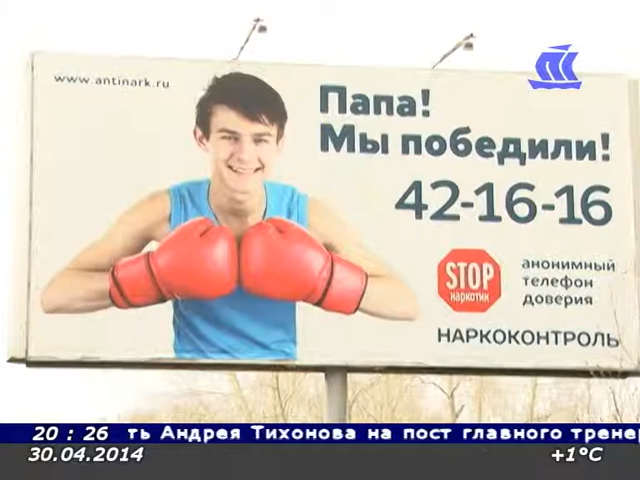 www.antinark.ru
Папа!
Мы победили!
42-16-16
STOP
наркотик
анонимный
телефон
доверия
НАРКОКОНТРОЛЬ
20 : 26 ть Андрея Тихонова на пост главного тренер
30.04.2014 +1°C